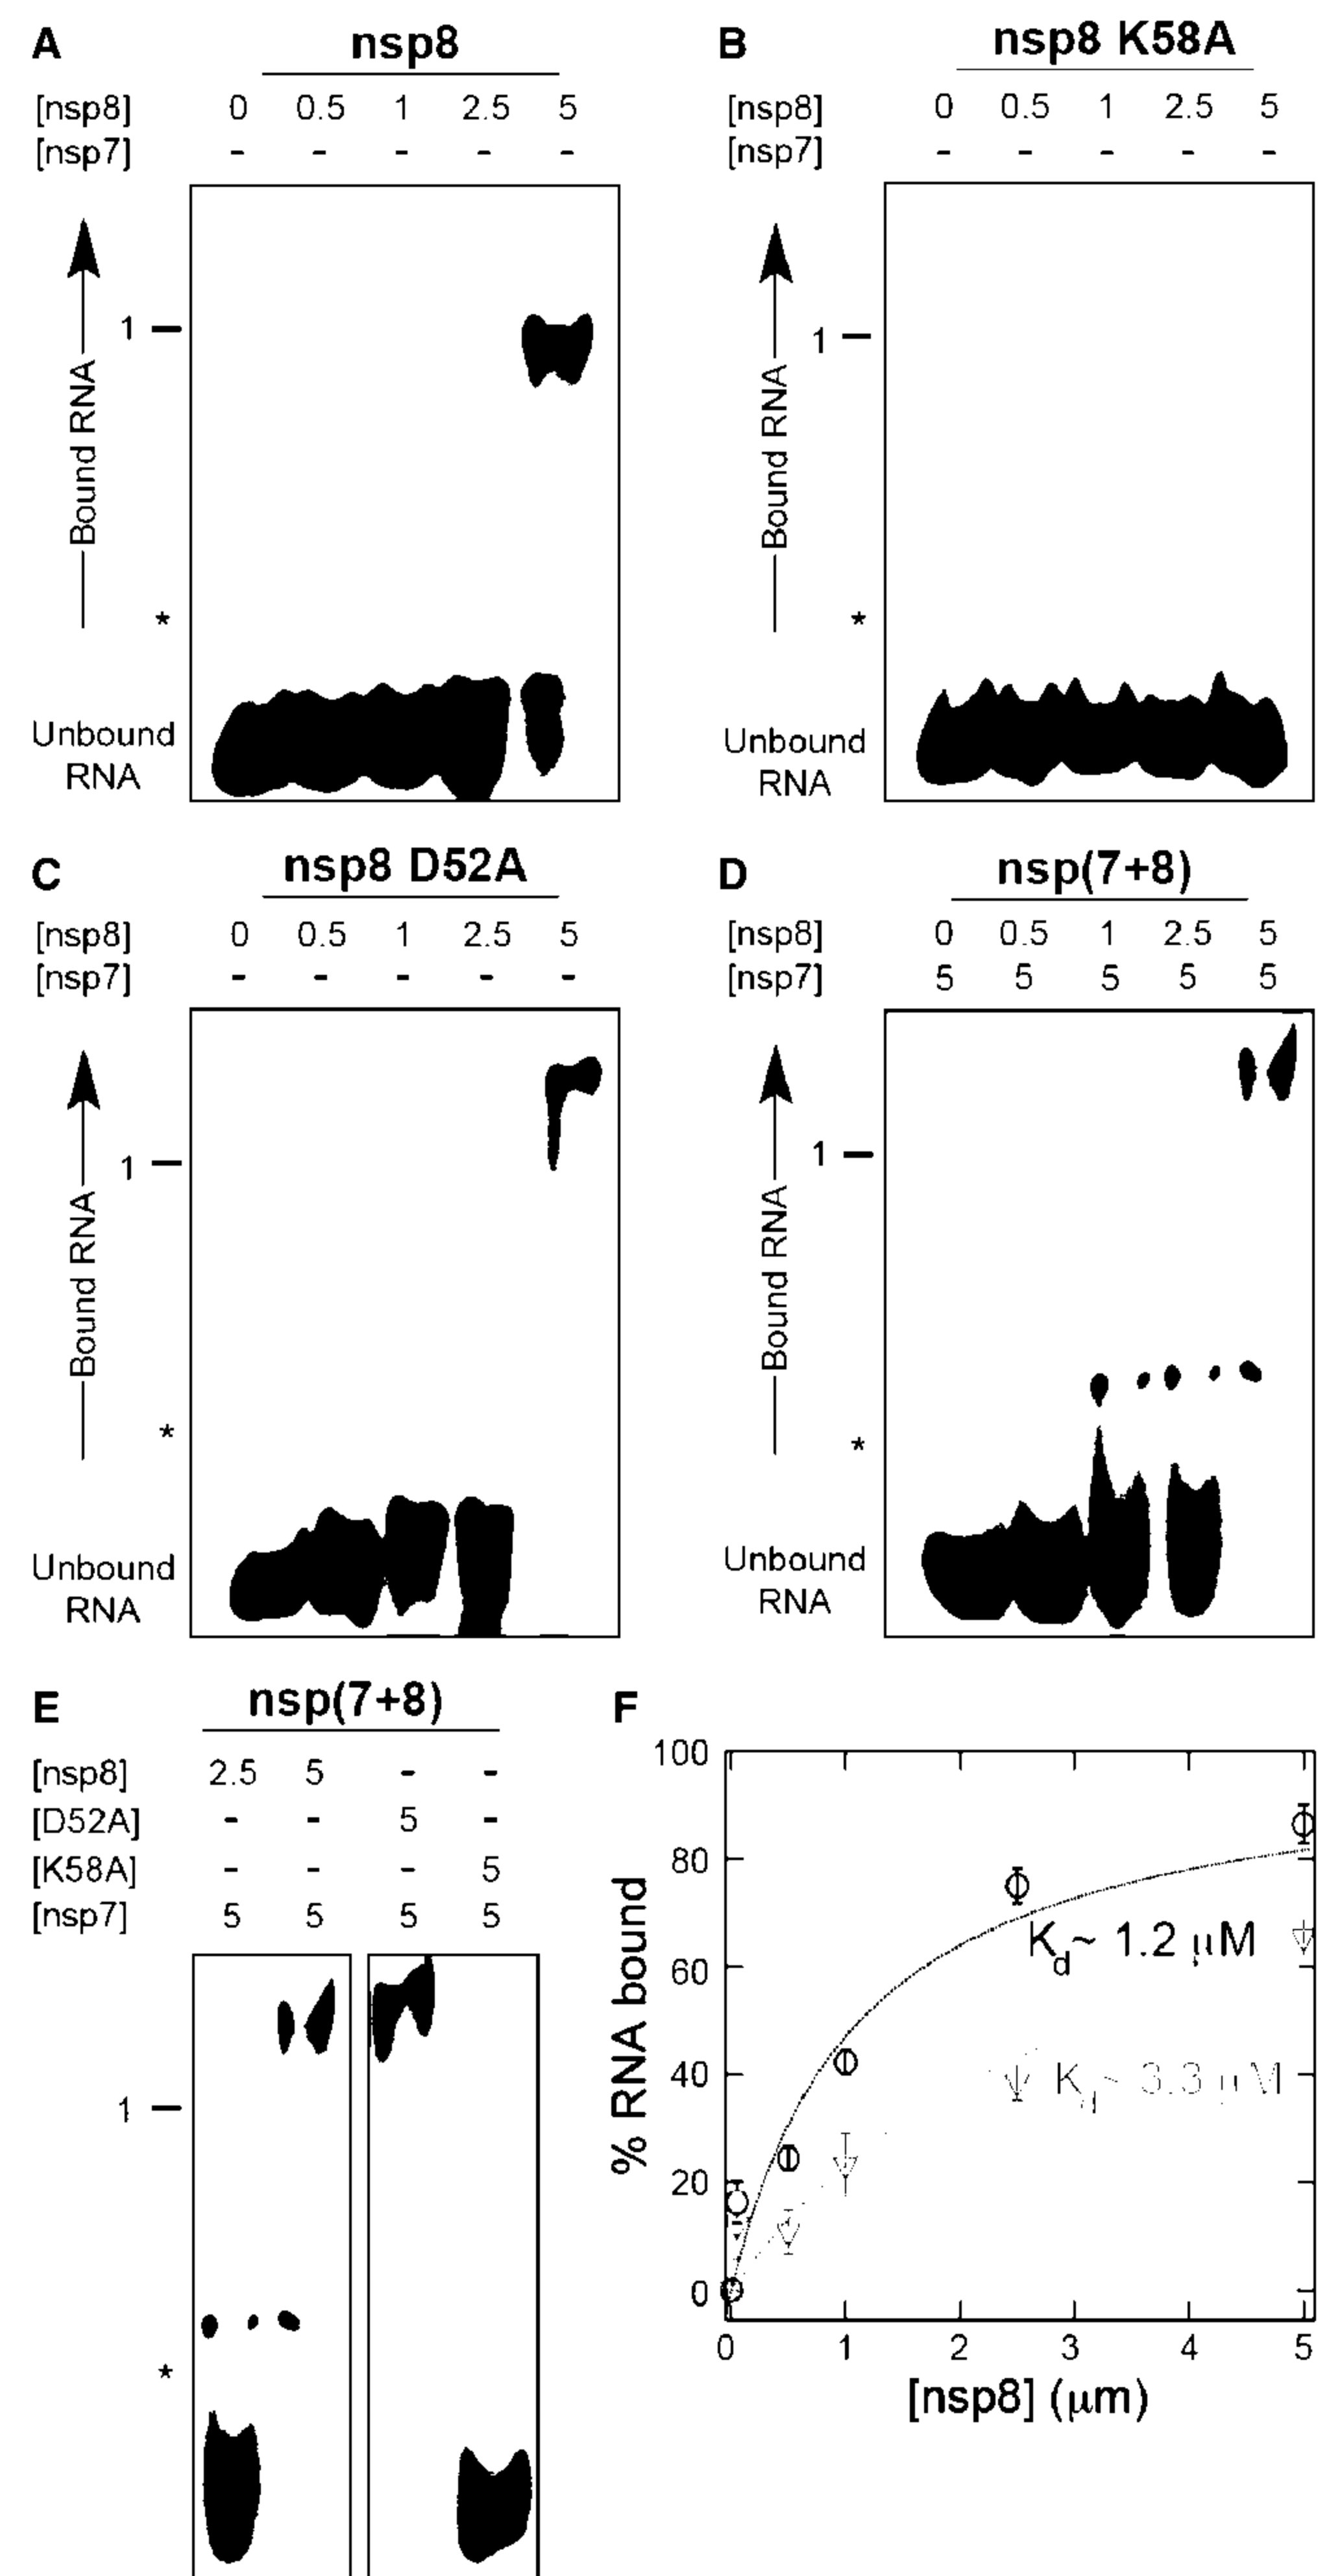 A
nsp8
[nsp8] 0 0.5 1 2.5 5
[nsp7] - - - - -
1
Bound RNA
*
Unbound
RNA
B
nsp8 K58A
[nsp8] 0 0.5 1 2.5 5
[nsp7] - - - - -
1
Bound RNA
*
Unbound
RNA
C
nsp8 D52A
[nsp8] 0 0.5 1 2.5 5
[nsp7] - - - - -
1
Bound RNA
*
Unbound
RNA
D
nsp(7+8)
[nsp8] 0 0.5 1 2.5 5
[nsp7] 5 5 5 5 5
1
Bound RNA
*
Unbound
RNA
E
nsp(7+8)
[nsp8] 2.5 5 - -
[D52A] - - 5 -
[K58A] - - - 5
[nsp7] 5 5 5 5
1
*
F
% RNA bound
100
80
60
40
20
0
Kd~ 1.2 μM
Kd~ 3.3 μM
0 1 2 3 4 5
[nsp8] (μm)